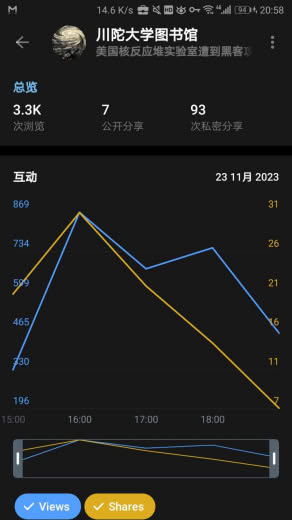 14.6 K/s HD 94 20:58
川陀大学图书馆
美国核反应堆实验室遭到黑客攻
总览
3.3K 7 93
次浏览 公开分享 次私密分享
互动 23 11月 2023
869 31
734 26
599 21
465 16
330 11
196 7
15:00 16:00 17:00 18:00
Views Shares